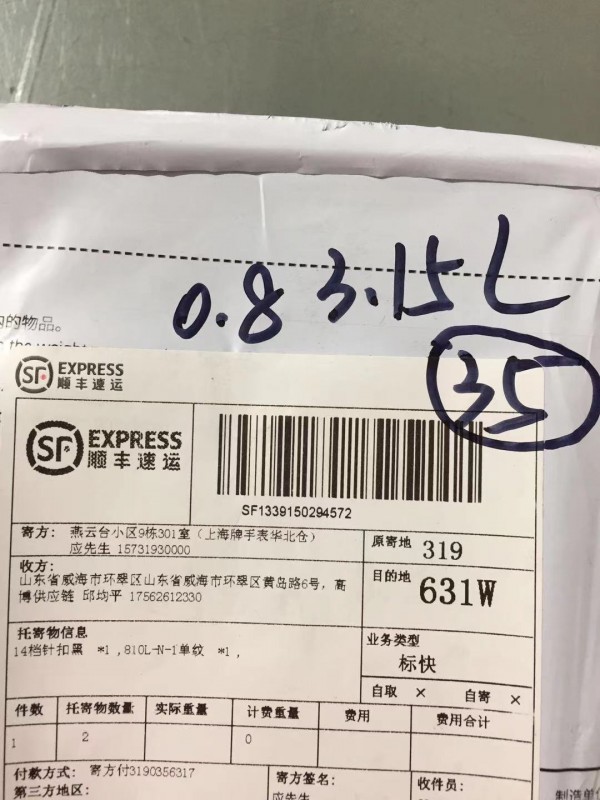 0.8 3.15 L
的物品。
35
SF EXPRESS
顺丰速运
SF EXPRESS
顺丰速运
SF1339150294572
寄方: 燕云台小区9栋301室（上海牌手表华北仓）
应先生 15731930000
原寄地 319
收方:
山东省威海市环翠区山东省威海市环翠区黄岛路6号, 高
博供应链 邱均平 17562612330
目的地 631W
托寄物信息
14档针扣黑 *1 ,810L-N-1单纹 *1 ,
业务类型
标快
自取 × 自寄 ×
件数 托寄物数量 实际重量 计费重量 费用 费用合计
1 2 0
付款方式: 寄方付3190356317
第三方地区:
寄方签名:
应先生
收件员: